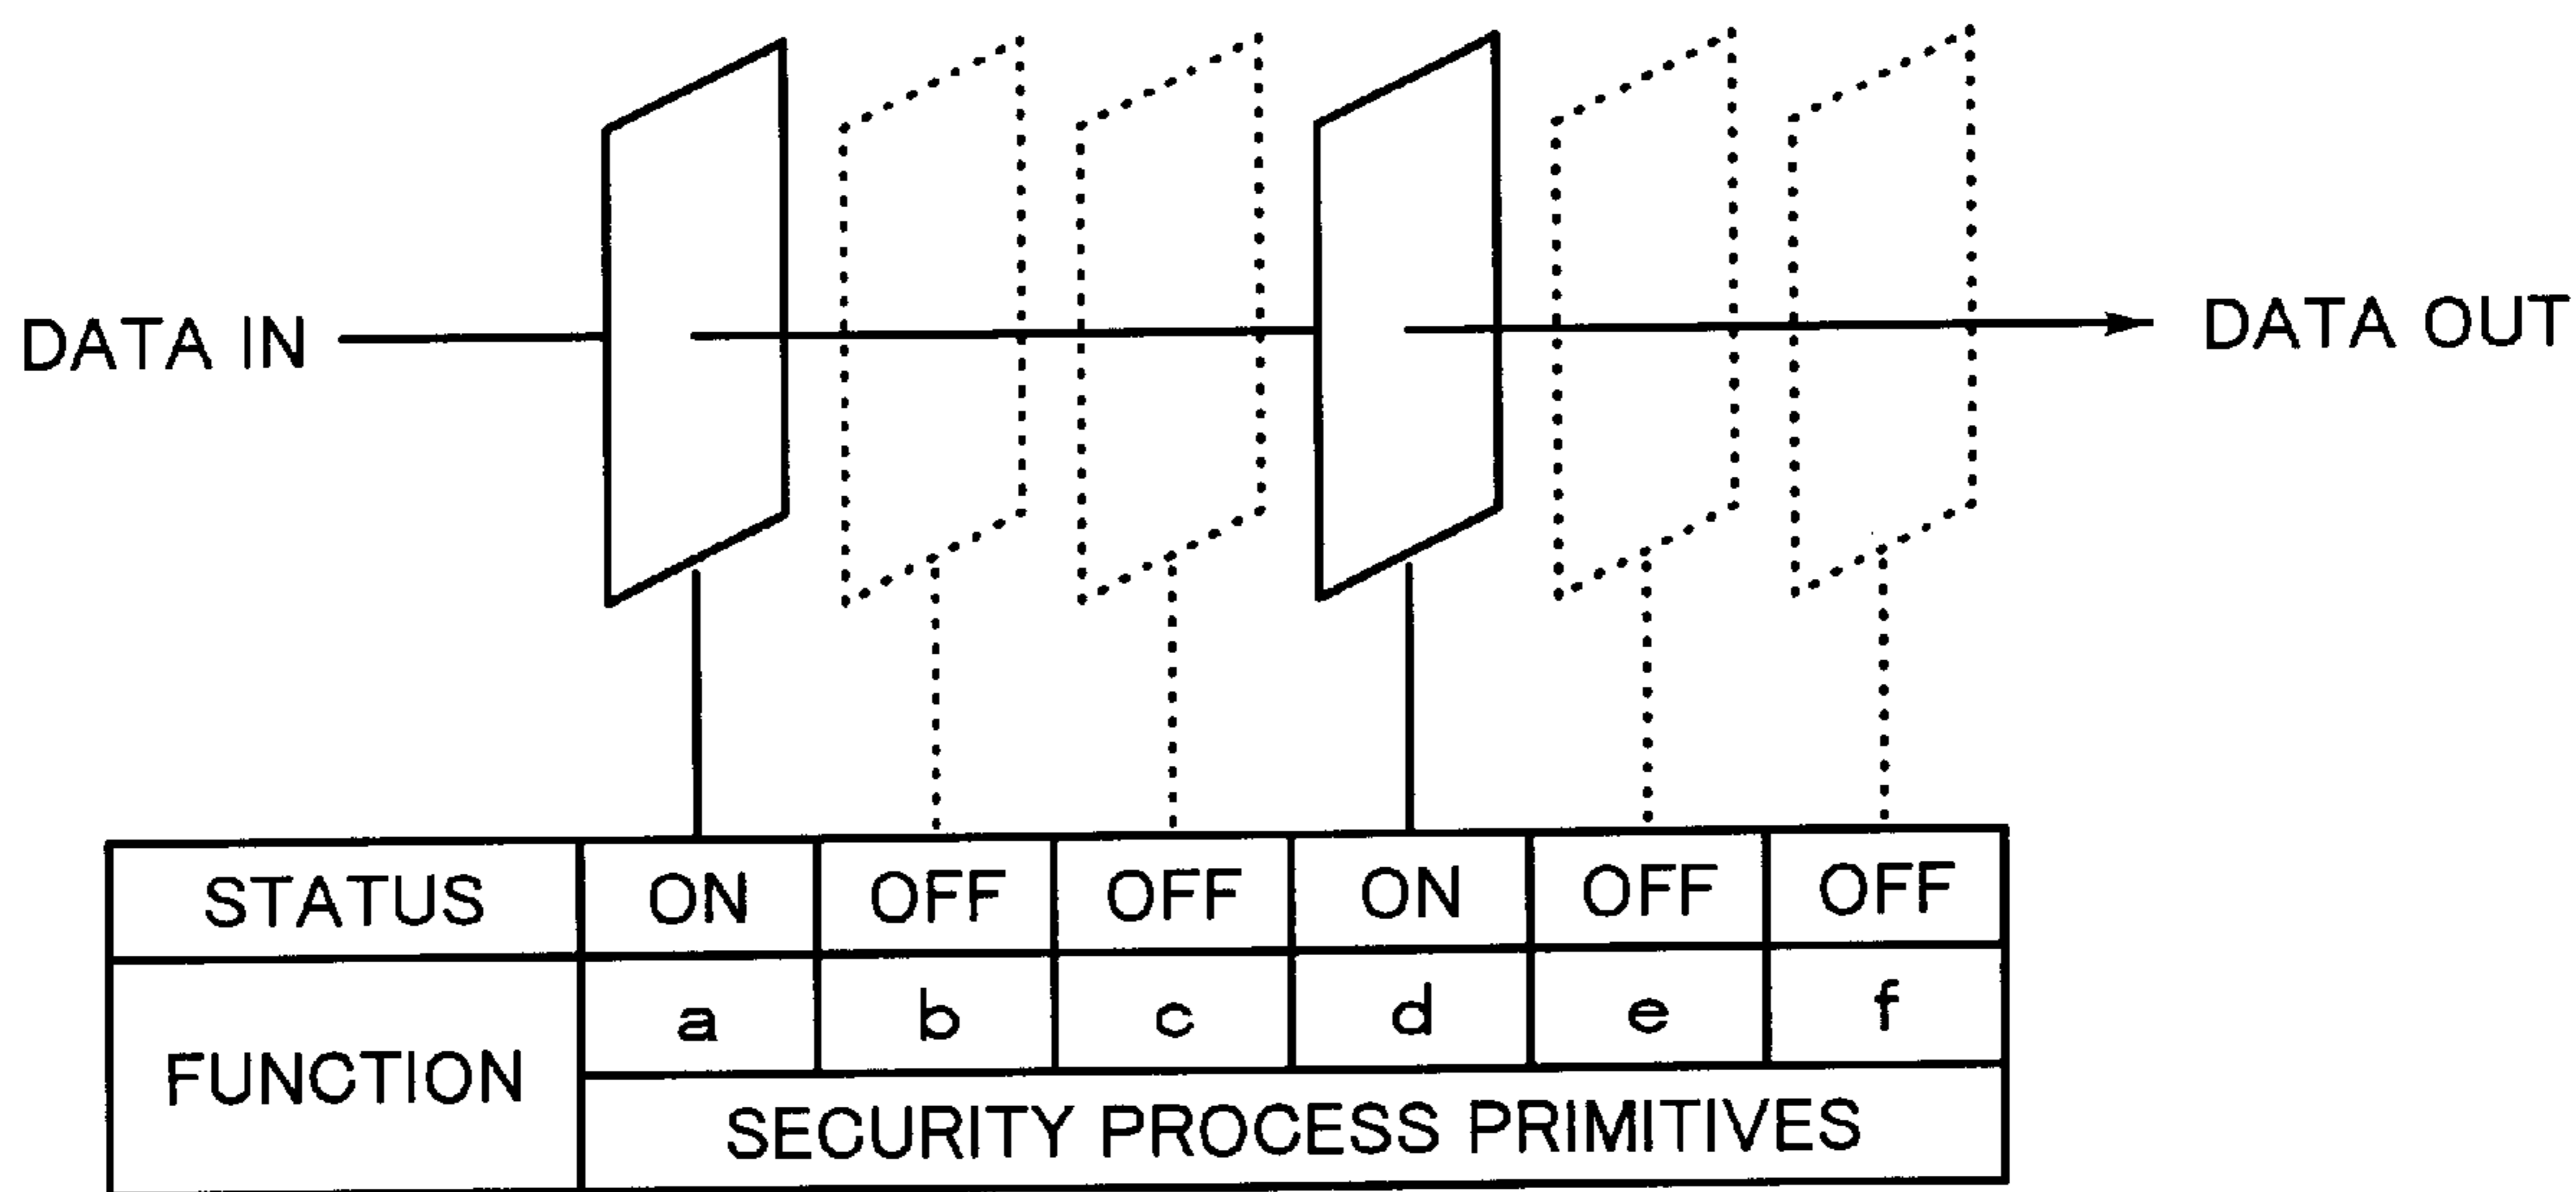 DATA IN
DATA OUT
STATUS ON OFF OFF ON OFF OFF
FUNCTION a b c d e f
SECURITY PROCESS PRIMITIVES